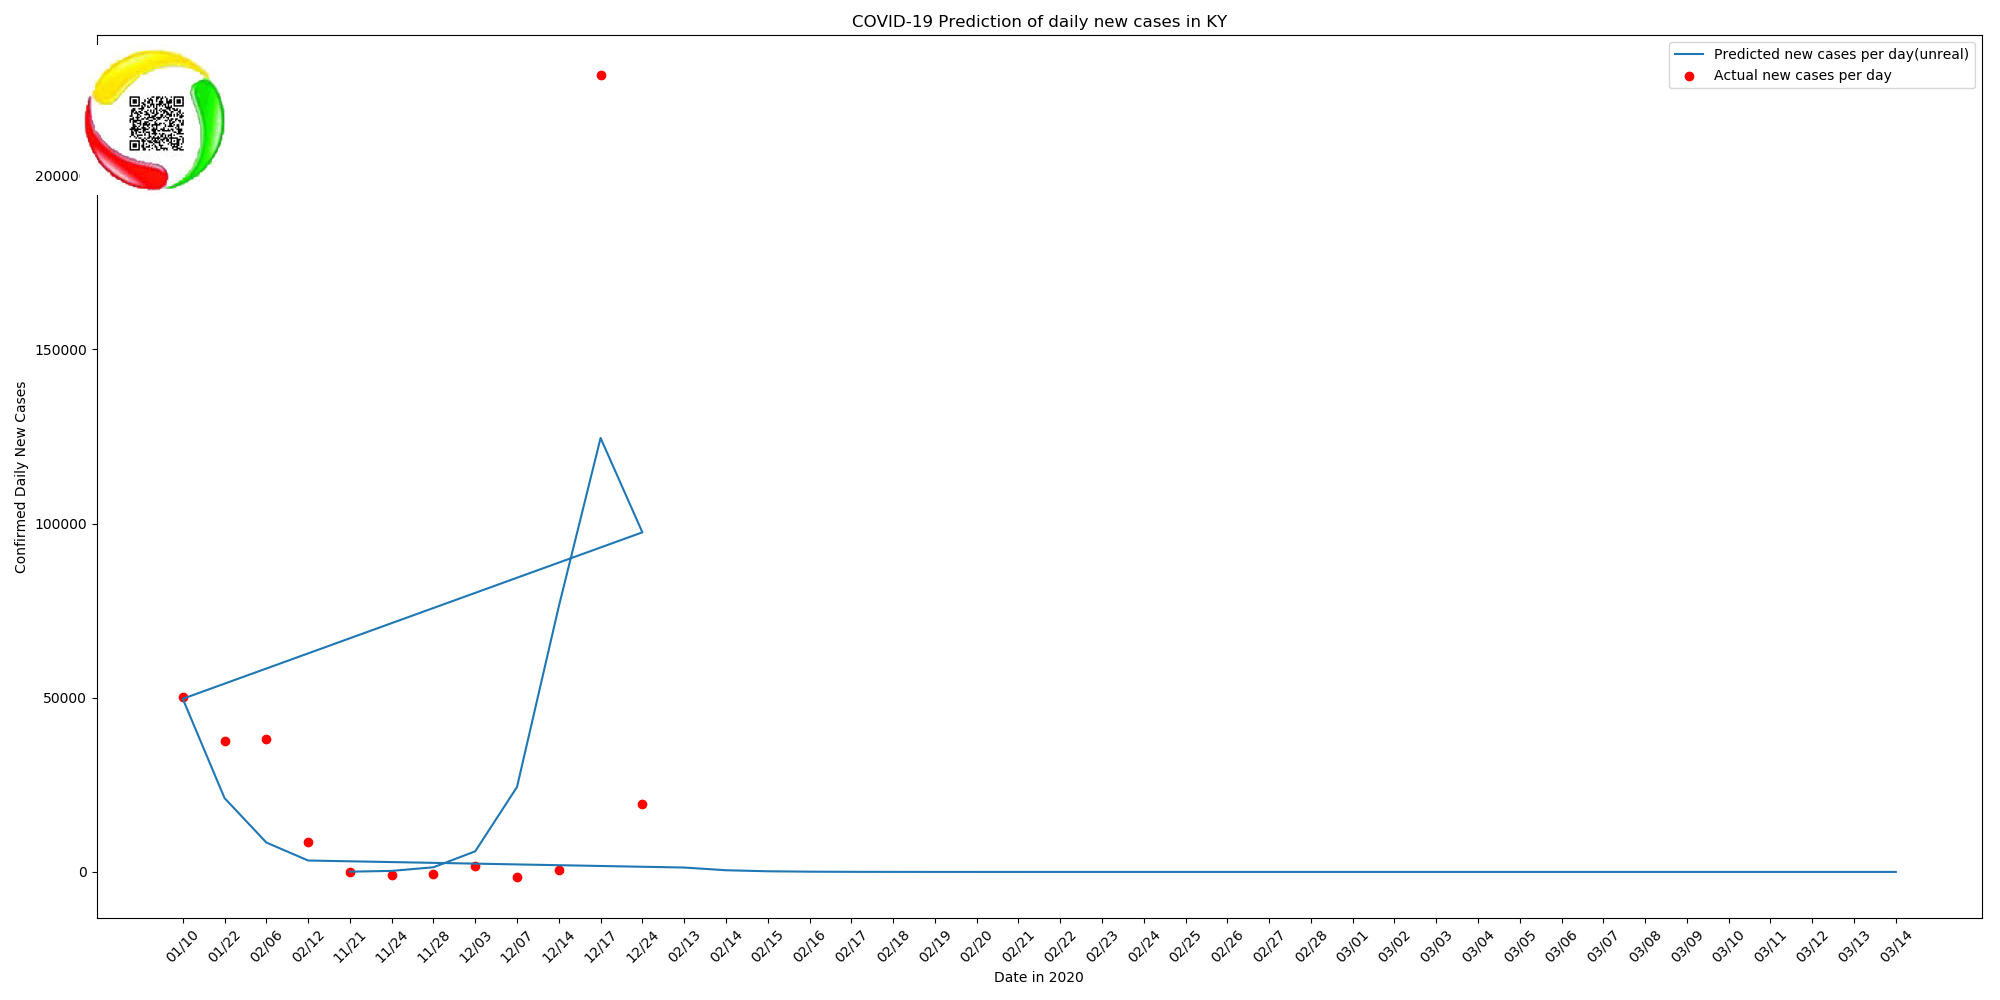 COVID-19 Prediction of daily new cases in KY
Predicted new cases per day(unreal)
Actual new cases per day
20000
150000
100000
50000
0
Confirmed Daily New Cases
01/10 01/22 02/06 02/12 11/21 11/24 11/28 12/03 12/07 12/14 12/17 12/24 02/13 02/14 02/15 02/16 02/17 02/18 02/19 02/20 02/21 02/22 02/23 02/24 02/25 02/26 02/27 02/28 03/01 03/02 03/03 03/04 03/05 03/06 03/07 03/08 03/09 03/10 03/11 03/12 03/13 03/14
Date in 2020